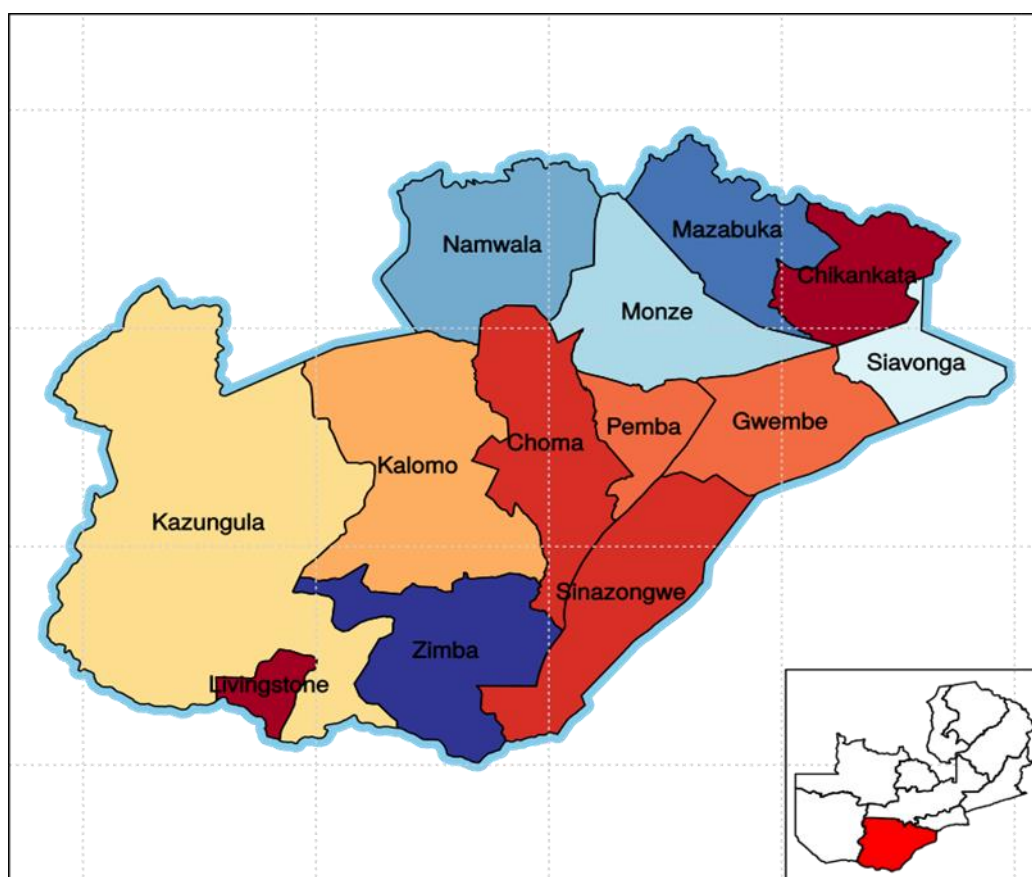 Mazabuka
Namwala
Chikankata
Monze
Siavonga
Gwembe
Pemba
Choma
Kalomo
Kazungula
Sinazongwe
Zimba
Livingstone